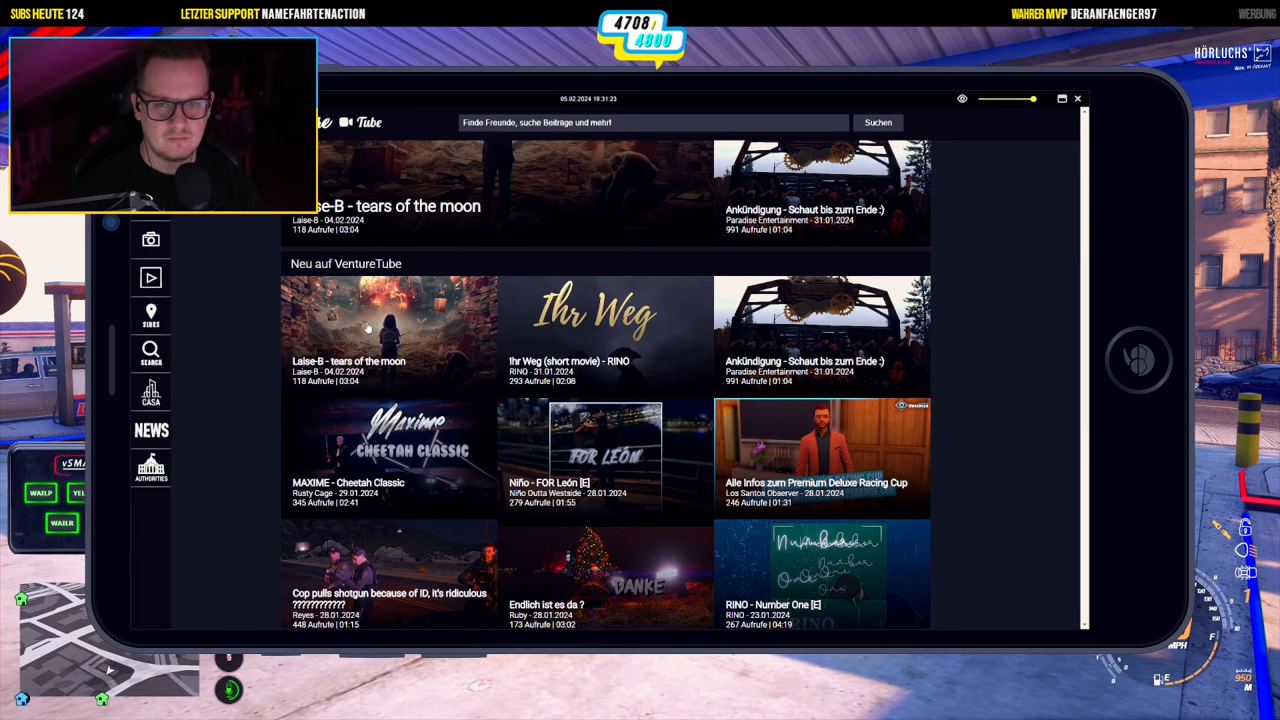 SUBS HEUTE 124
LETZTER SUPPORT NAMEFAHRTENACTION
4708 /
4800
WAHRER MVP DERANFAENGER97
WERBUNG
HÖRLUCHS
05.02.2024 19:31:23
Tube
Finde Freunde, suche Beiträge und mehr!
Suchen
se-B - tears of the moon
Laise-B - 04.02.2024
118 Aufrufe | 03:04
Ankündigung - Schaut bis zum Ende :)
Paradise Entertainment - 31.01.2024
991 Aufrufe | 01:04
Neu auf VentureTube
Laise-B - tears of the moon
Laise-B - 04.02.2024
118 Aufrufe | 03:04
Ihr Weg
Ihr Weg (short movie) - RINO
RINO - 31.01.2024
293 Aufrufe | 02:08
Ankündigung - Schaut bis zum Ende :)
Paradise Entertainment - 31.01.2024
991 Aufrufe | 01:04
Maxime
CHEETAH CLASSIC
MAXIME - Cheetah Classic
Rusty Cage - 29.01.2024
345 Aufrufe | 02:41
FOR LEÓN
Niño - FOR León [E]
Niño Outta Westside - 28.01.2024
279 Aufrufe | 01:55
Alle Infos zum Premium Deluxe Racing Cup
Los Santos Observer - 28.01.2024
246 Aufrufe | 01:31
Cop pulls shotgun because of ID, it's ridiculous
????????????
Reyes - 28.01.2024
448 Aufrufe | 01:15
DANKE
Endlich ist es da ?
Ruby - 28.01.2024
173 Aufrufe | 03:02
Number
One
RINO - Number One [E]
RINO - 23.01.2024
267 Aufrufe | 04:19
SIDES
SEARCH
CASA
NEWS
AUTHORITIES
WAILP
YEL
WAILR
MPH
F
E
950
M